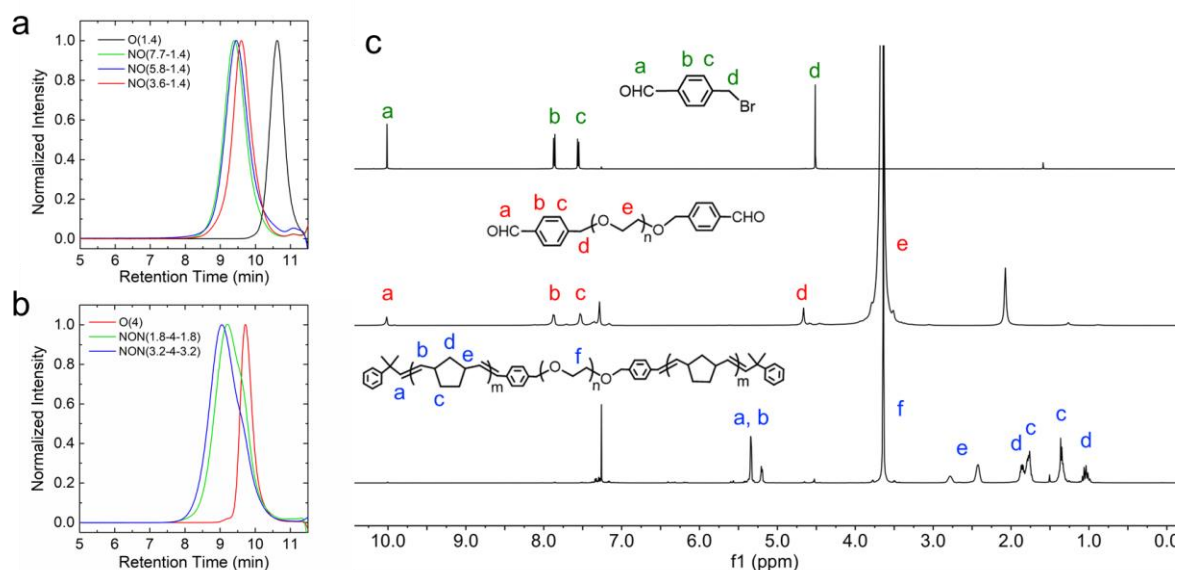 a
1.0
0.8
0.6
0.4
0.2
0.0
Normalized Intensity
O(1.4)
NO(7.7-1.4)
NO(5.8-1.4)
NO(3.6-1.4)
5 6 7 8 9 10 11
Retention Time (min)
b
1.0
0.8
0.6
0.4
0.2
0.0
Normalized Intensity
O(4)
NON(1.8-4-1.8)
NON(3.2-4-3.2)
5 6 7 8 9 10 11
Retention Time (min)
c
a b c d
OHC Br
a b c d
a b c e
OHC O O CHO
d n
a b c d e
b d e f
O O
a c m n m
a, b f e d c c d
10.0 9.0 8.0 7.0 6.0 5.0 4.0 3.0 2.0 1.0 0.0
f1 (ppm)